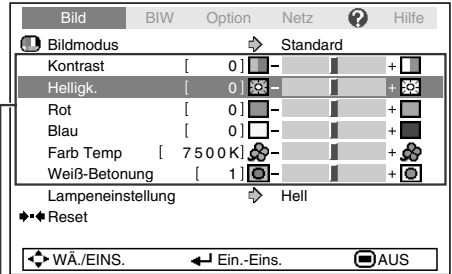 Bild BIW Option Netz ? Hilfe
Bildmodus Standard
Kontrast [ 0] - +
Helligk. [ 0] - +
Rot [ 0] - +
Blau [ 0] - +
Farb Temp [ 7500K] - +
Weiß-Betonung [ 1] - +
Lampeneinstellung Hell
Reset
WÄ./EINS. Ein.-Eins. AUS